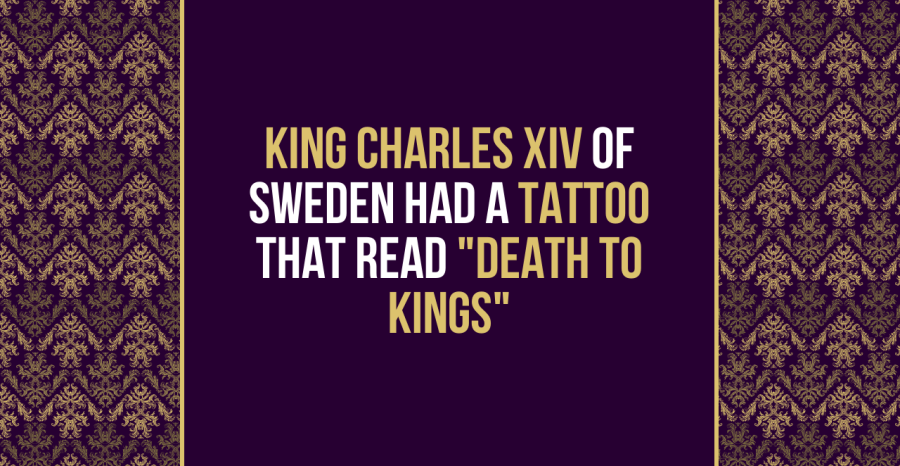 KING CHARLES XIV OF
SWEDEN HAD A TATTOO
THAT READ "DEATH TO
KINGS"